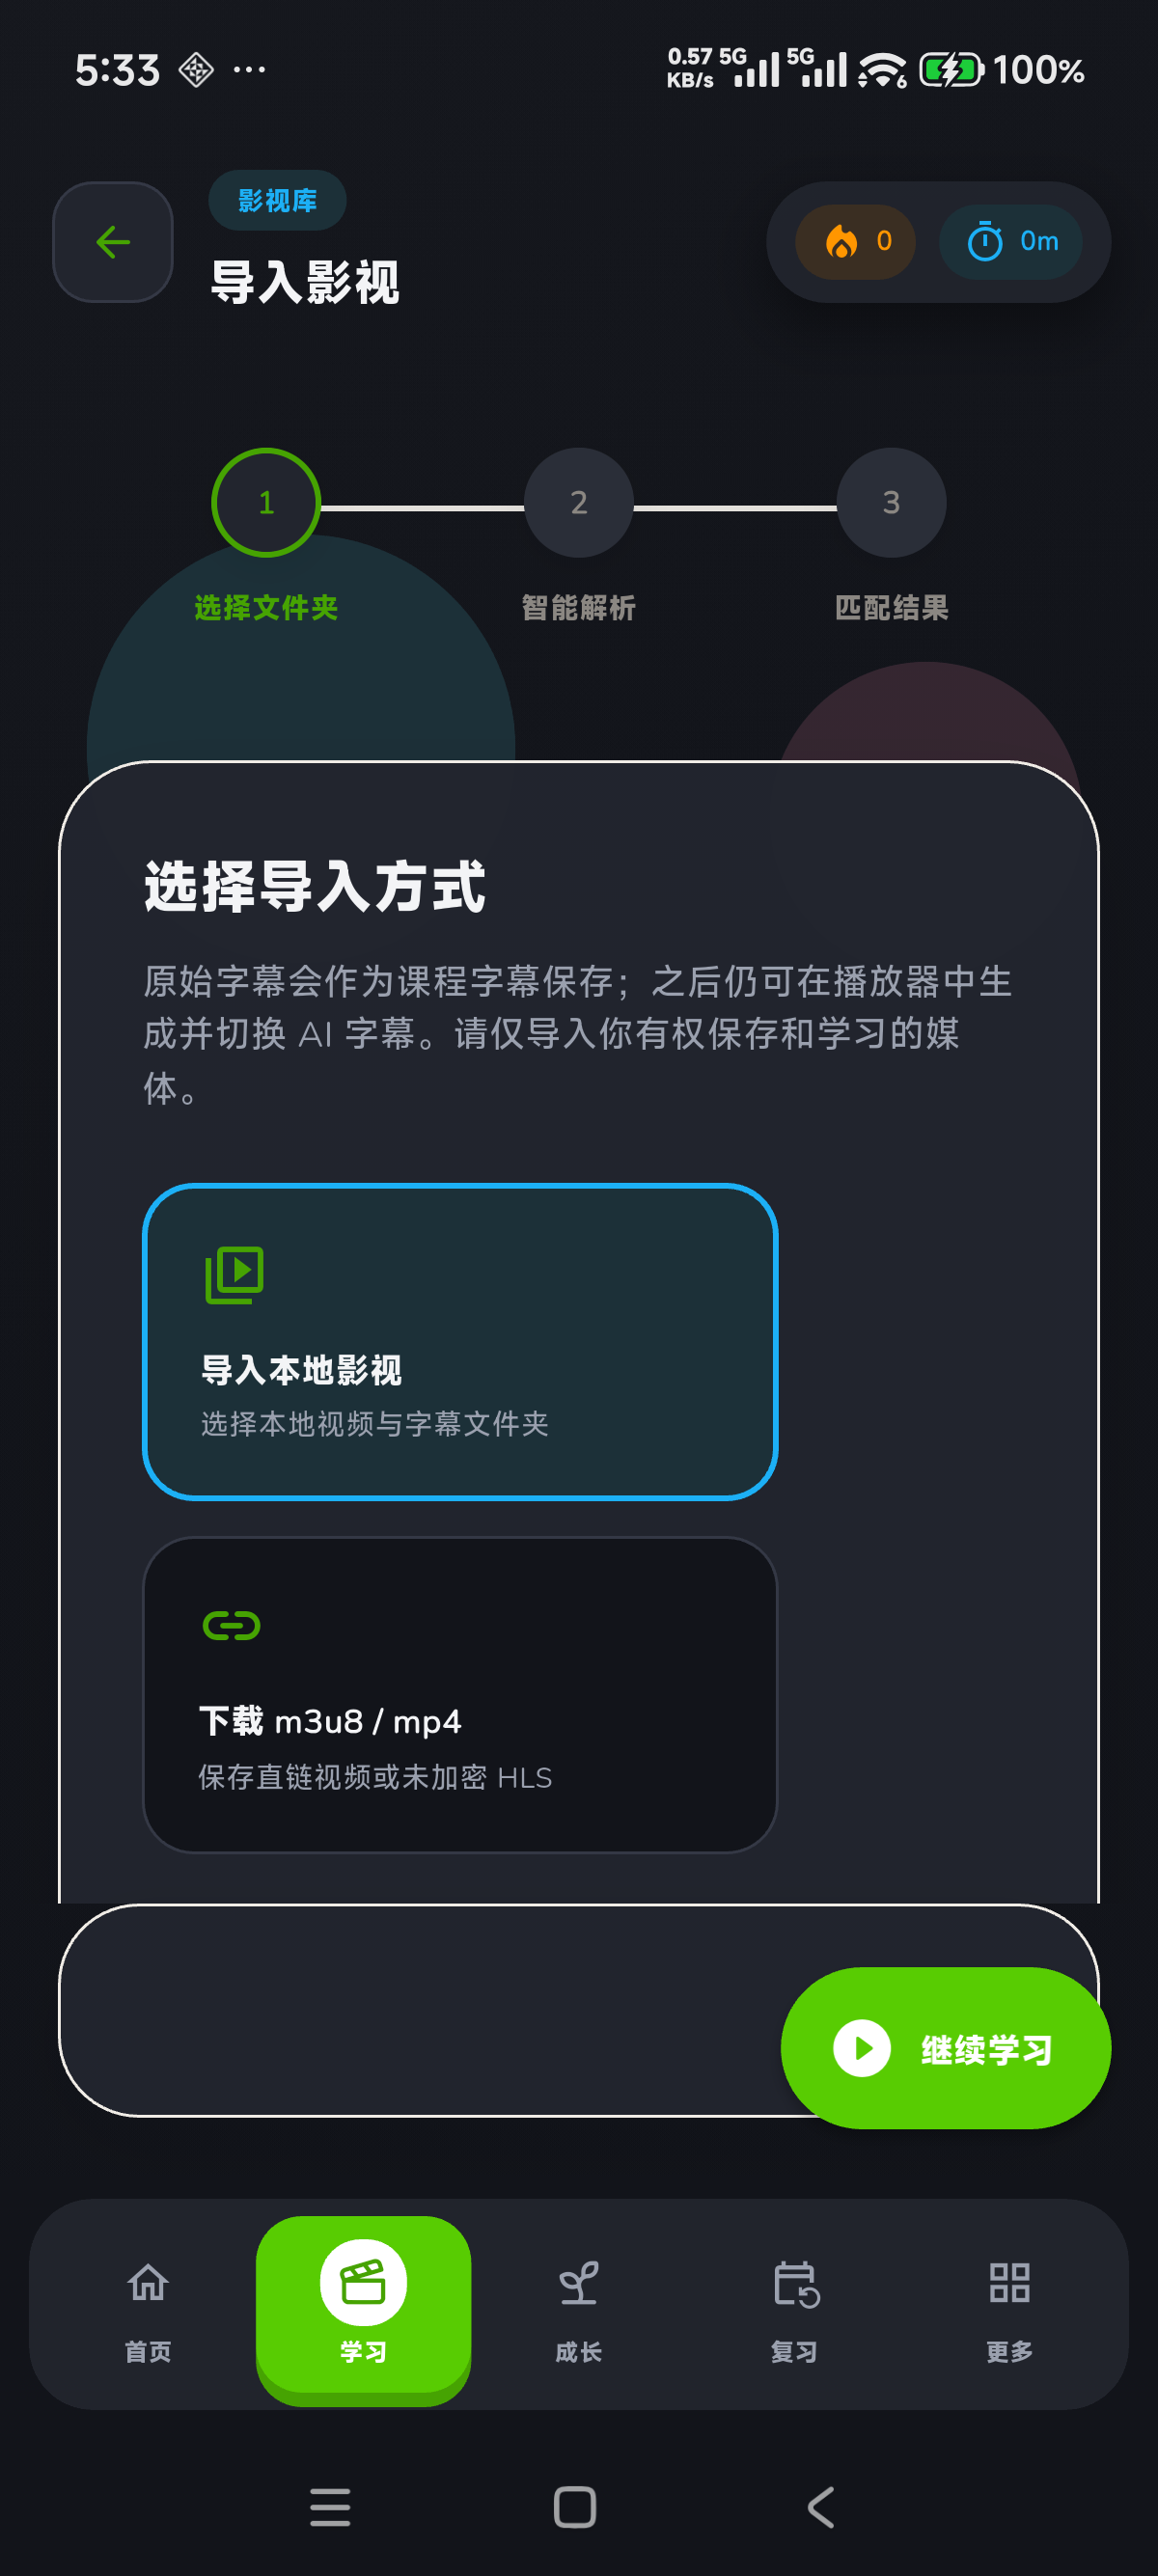 5:33 ...
0.57 KB/s 5G 5G 6 100%
影视库
导入影视
0
0m
1
2
3
选择文件夹
智能解析
匹配结果
选择导入方式
原始字幕会作为课程字幕保存；之后仍可在播放器中生
成并切换 AI 字幕。请仅导入你有权保存和学习的媒
体。
导入本地影视
选择本地视频与字幕文件夹
下载 m3u8 / mp4
保存直链视频或未加密 HLS
继续学习
首页
学习
成长
复习
更多